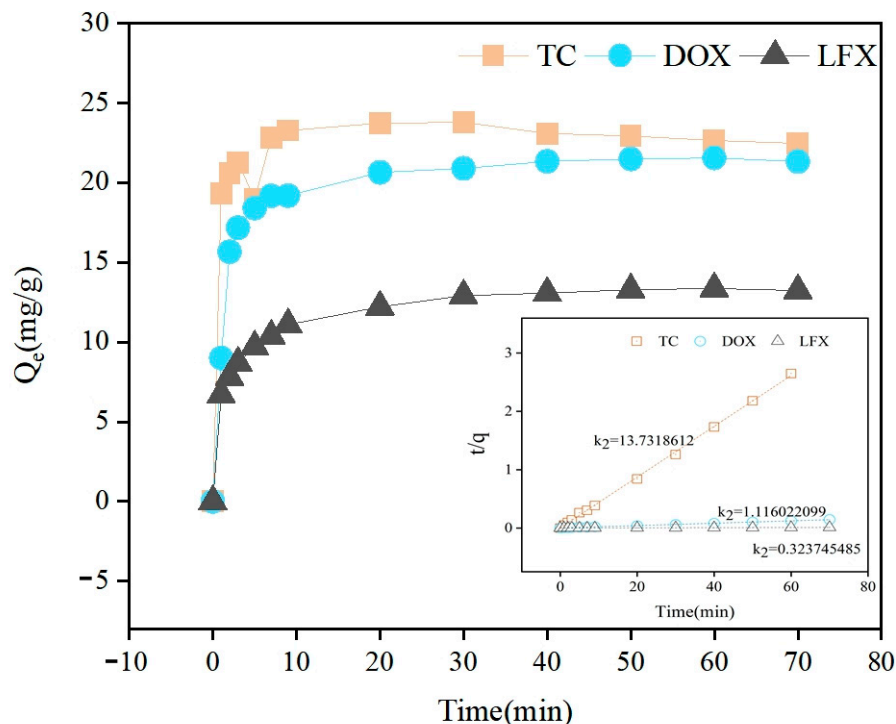 30
25
20
15
10
5
0
−5
Qe(mg/g)
TC DOX LFX
−10 0 10 20 30 40 50 60 70 80
Time(min)
TC DOX LFX
3
2
1
0
t/q
k2=13.7318612
k2=1.116022099
k2=0.323745485
0 20 40 60 80
Time(min)